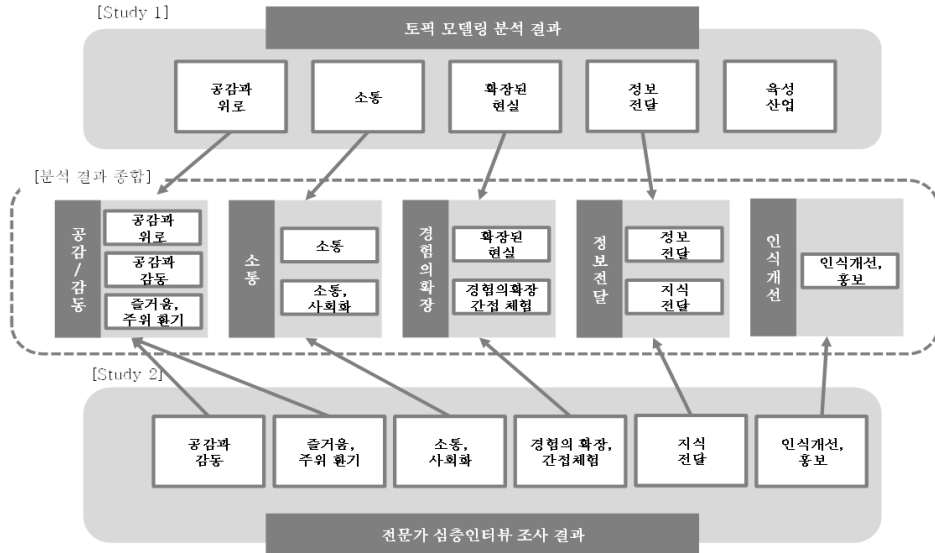 [Study 1]
토픽 모델링 분석 결과
공감과
위로
소통
확장된
현실
정보
전달
육성
산업
[분석 결과 종합]
공감/감동
공감과
위로
공감과
감동
즐거움,
주위 환기
소통
소통
소통,
사회화
경험의확장
확장된
현실
경험의확장
간접 체험
정보전달
정보
전달
지식
전달
인식개선
인식개선,
홍보
[Study 2]
공감과
감동
즐거움,
주위 환기
소통,
사회화
경험의 확장,
간접체험
지식
전달
인식개선,
홍보
전문가 심층인터뷰 조사 결과